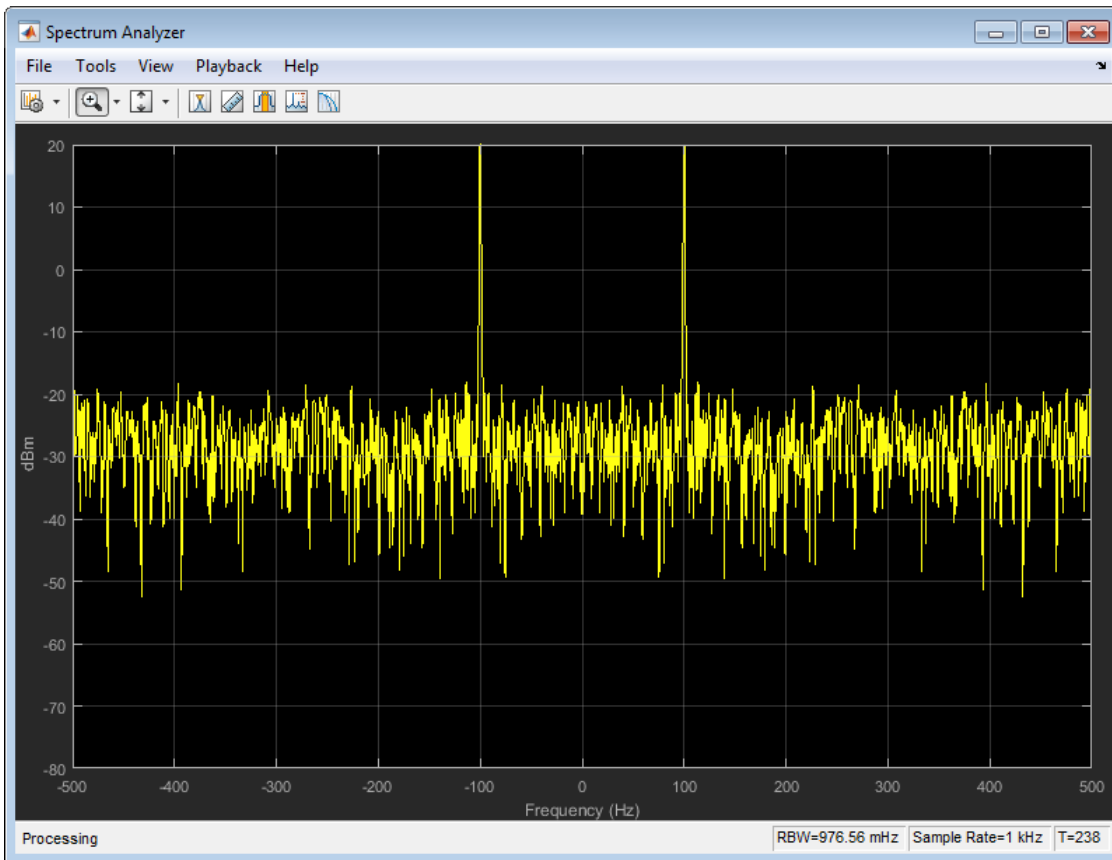 Spectrum Analyzer
File Tools View Playback Help
20
10
0
-10
-20
-30
-40
-50
-60
-70
-80
dBm
-500 -400 -300 -200 -100 0 100 200 300 400 500
Frequency (Hz)
Processing RBW=976.56 mHz Sample Rate=1 kHz T=238